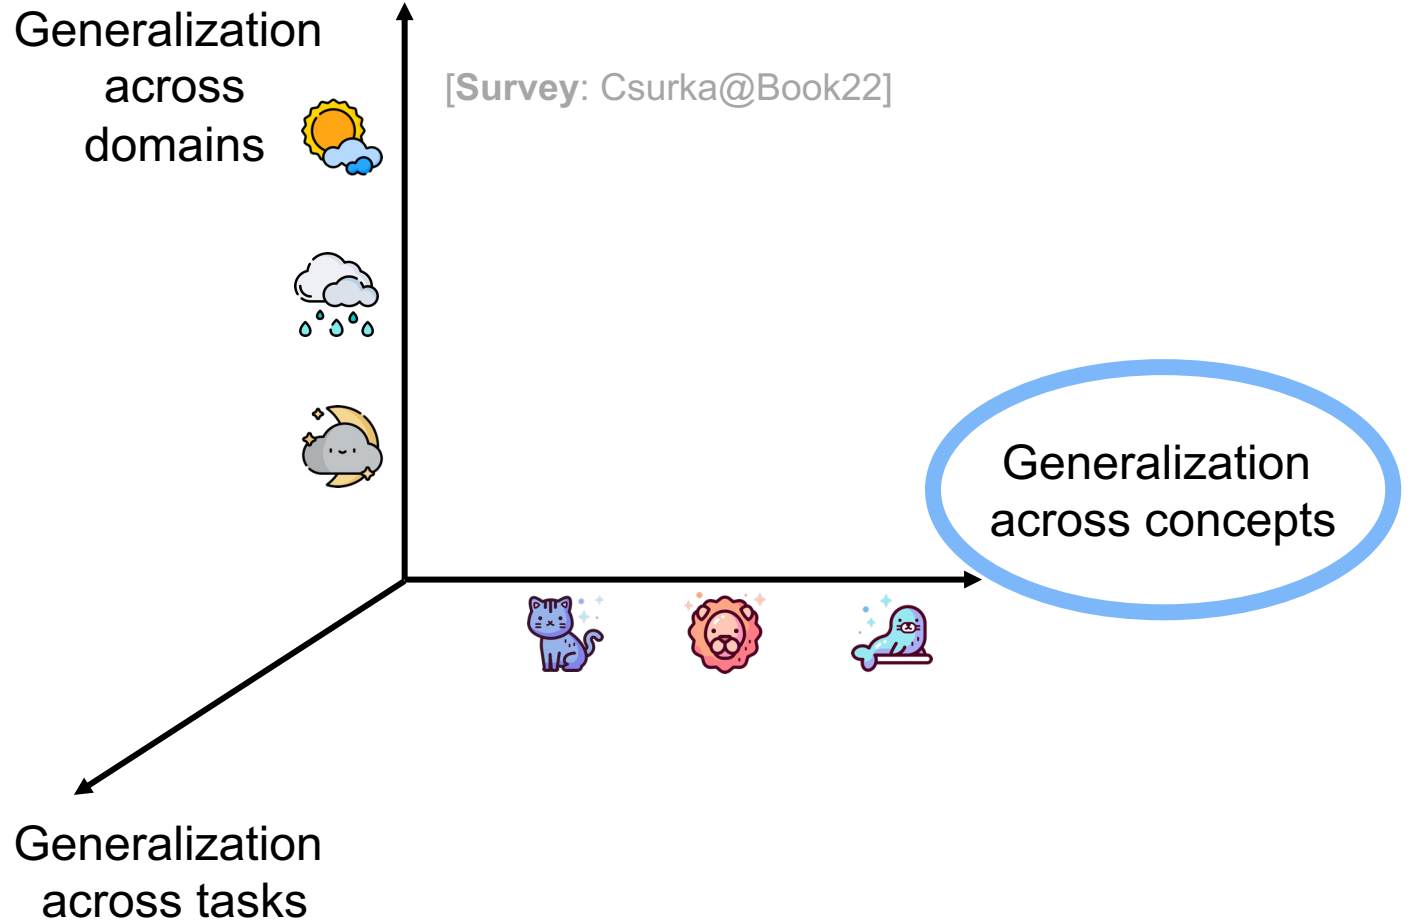 Generalization
across
domains
[Survey: Csurka@Book22]
Generalization
across concepts
Generalization
across tasks